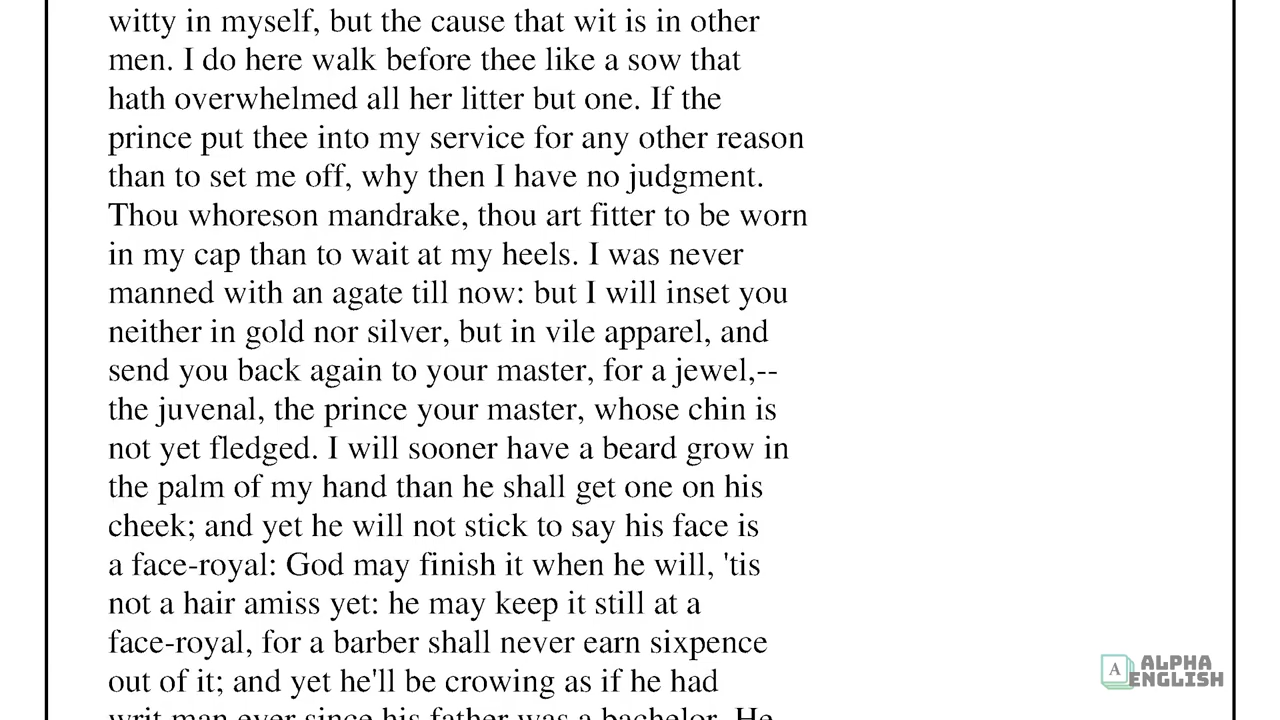 witty in myself, but the cause that wit is in other
men. I do here walk before thee like a sow that
hath overwhelmed all her litter but one. If the
prince put thee into my service for any other reason
than to set me off, why then I have no judgment.
Thou whoreson mandrake, thou art fitter to be worn
in my cap than to wait at my heels. I was never
manned with an agate till now: but I will inset you
neither in gold nor silver, but in vile apparel, and
send you back again to your master, for a jewel,--
the juvenal, the prince your master, whose chin is
not yet fledged. I will sooner have a beard grow in
the palm of my hand than he shall get one on his
cheek; and yet he will not stick to say his face is
a face-royal: God may finish it when he will, 'tis
not a hair amiss yet: he may keep it still at a
face-royal, for a barber shall never earn sixpence
out of it; and yet he'll be crowing as if he had
writ man ever since his father was a bachelor. He
A ALPHA
ENGLISH